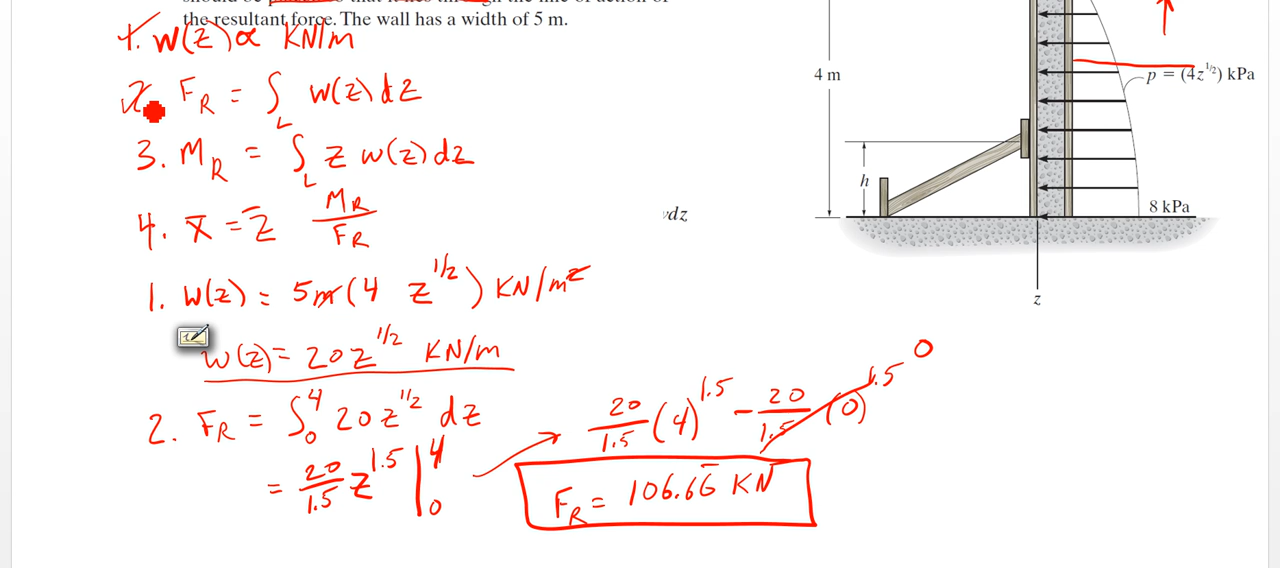 the resultant force. The wall has a width of 5 m.
1. W(z) ∝ KN/m
2. F_R = ∫_L W(z) dz
3. M_R = ∫_L z w(z) dz
4. x̄ = z̄ M_R/F_R
1. W(z) = 5m(4 z^1/2) KN/m^2
W(z) = 20z^1/2 KN/m
2. F_R = ∫_0^4 20z^1/2 dz
= 20/1.5 z^1.5 |_0^4
20/1.5 (4)^1.5 - 20/1.5 (0)^1.5 0
F_R = 106.66̄ KN
vdz
4 m
p = (4z^1/2) kPa
h
8 kPa
z